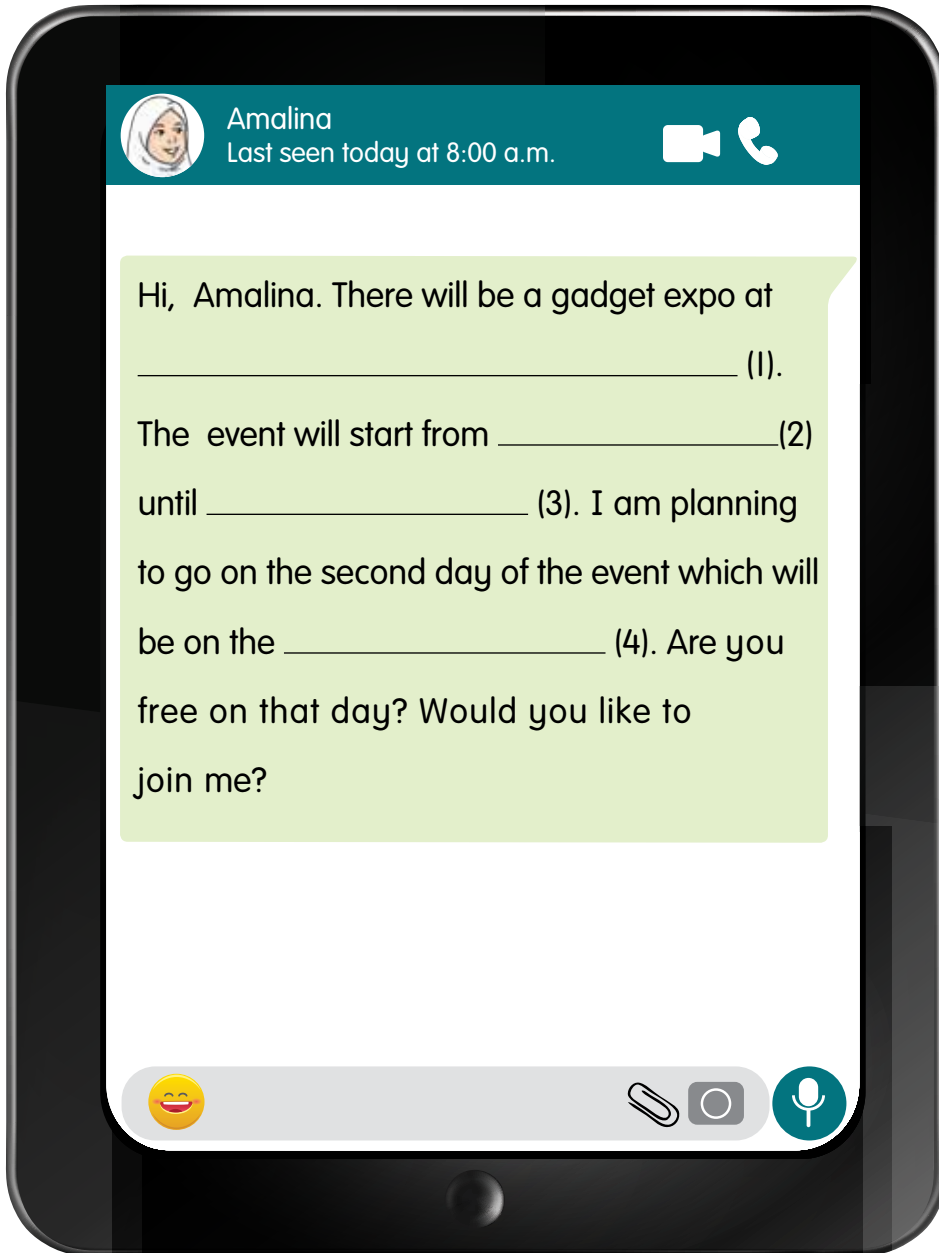 Amalina
Last seen today at 8:00 a.m.
Hi, Amalina. There will be a gadget expo at
______________________________ (1).
The event will start from ______________(2)
until ________________ (3). I am planning
to go on the second day of the event which will
be on the ________________ (4). Are you
free on that day? Would you like to
join me?